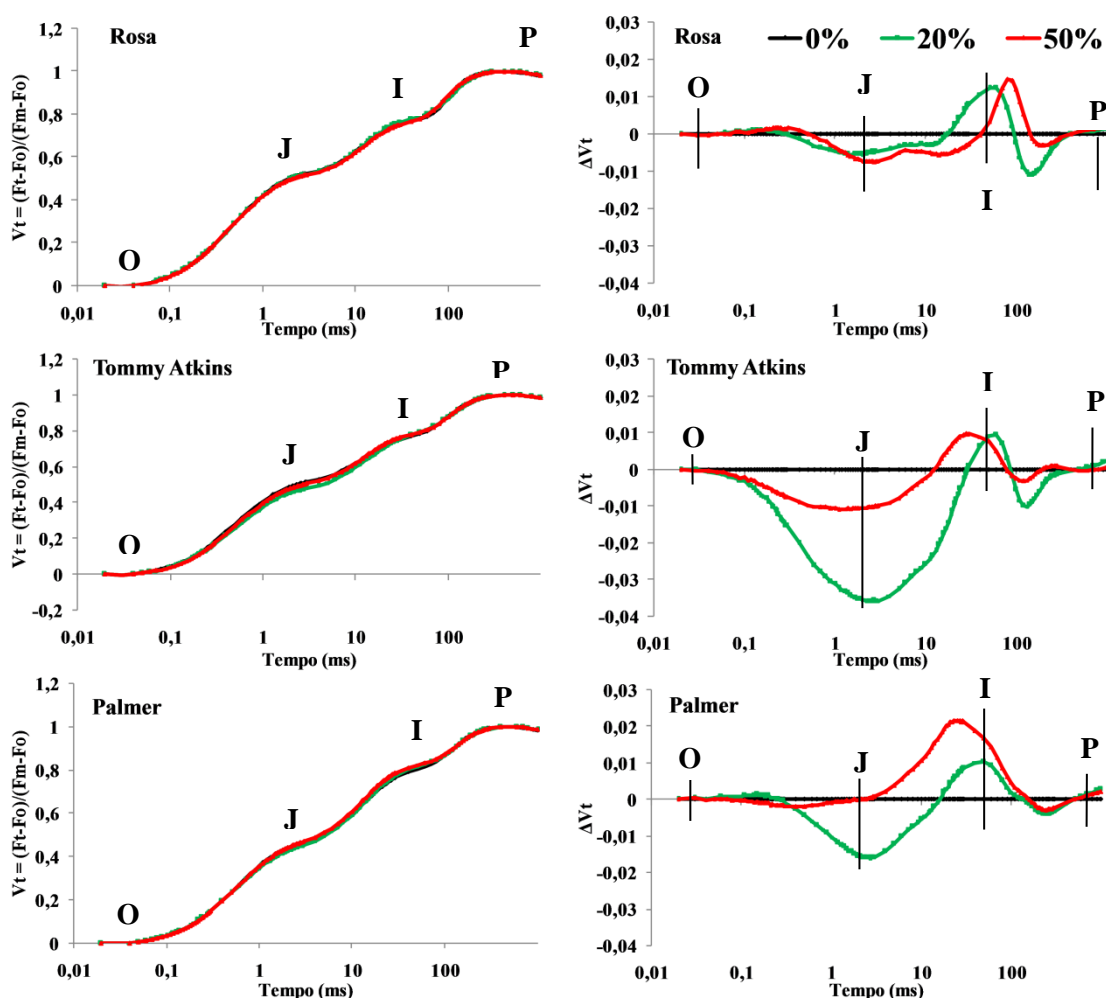 Rosa
P
I
J
O
Vt = (Ft-Fo)/(Fm-Fo)
1,2
1
0,8
0,6
0,4
0,2
0
0,01 0,1 1 10 100
Tempo (ms)
Rosa 0% 20% 50%
O
J
I
P
ΔVt
0,03
0,02
0,01
0
-0,01
-0,02
-0,03
-0,04
0,01 0,1 1 10 100
Tempo (ms)
Tommy Atkins
P
I
J
O
Vt = (Ft-Fo)/(Fm-Fo)
1,2
1
0,8
0,6
0,4
0,2
0
-0,2
0,01 0,1 1 10 100
Tempo (ms)
Tommy Atkins
O
J
I
P
ΔVt
0,03
0,02
0,01
0
-0,01
-0,02
-0,03
-0,04
0,01 0,1 1 10 100
Tempo (ms)
Palmer
P
I
J
O
Vt = (Ft-Fo)/(Fm-Fo)
1,2
1
0,8
0,6
0,4
0,2
0
0,01 0,1 1 10 100
Tempo (ms)
Palmer
O
J
I
P
ΔVt
0,03
0,02
0,01
0
-0,01
-0,02
-0,03
-0,04
0,01 0,1 1 10 100
Tempo (ms)